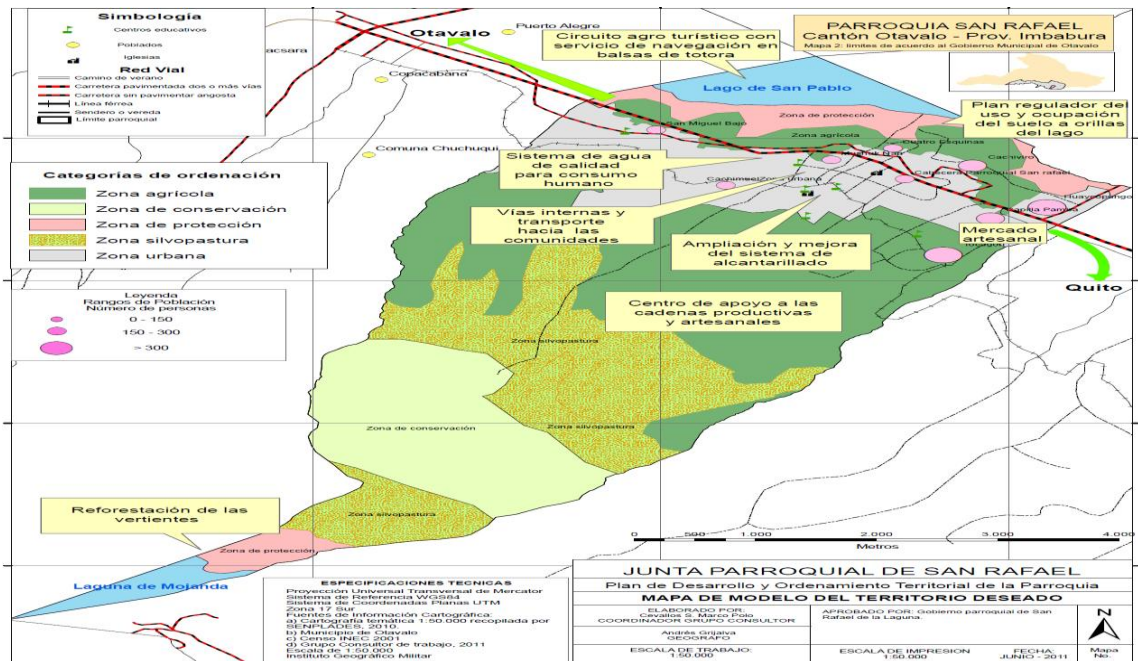 Simbología
Centros educativos
Poblados
Iglesias
Red Vial
Camino de verano
Carretera pavimentada dos o más vías
Carretera sin pavimentar angosta
Línea férrea
Sendero o vereda
Límite parroquial
Categorías de ordenación
Zona agrícola
Zona de conservación
Zona de protección
Zona silvopastura
Zona urbana
Leyenda
Rangos de Población
Número de personas
0 - 150
150 - 300
> 300
Puerto Alegre
Otavalo
acsara
Copacabana
Comuna Chuchuqui
Circuito agro turístico con
servicio de navegación en
balsas de totora
PARROQUIA SAN RAFAEL
Cantón Otavalo - Prov. Imbabura
Mapa 2: límites de acuerdo al Gobierno Municipal de Otavalo
Lago de San Pablo
Plan regulador del
uso y ocupación
del suelo a orillas
del lago
Zona de protección
San Miguel Bajo
Zona agrícola
Cuatro Esquinas
Sistema de agua
de calidad
para consumo
humano
Cachiviro
Zona urbana
Cabecera Parroquial San rafael
Huaycopungo
Vías internas y
transporte
hacia las
comunidades
Ampliación y mejora
del sistema de
alcantarillado
Mercado
artesanal
Quito
Centro de apoyo a las
cadenas productivas
y artesanales
Zona silvopastura
Zona de conservación
Zona silvopastura
Reforestación de las
vertientes
Zona silvopastura
Zona de protección
Laguna de Mojanda
0 500 1.000 2.000 3.000 4.000
Metros
ESPECIFICACIONES TECNICAS
Proyección Universal Transversal de Mercator
Sistema de Referencia WGS84
Sistema de Coordenadas Planas UTM
Zona 17 Sur
Fuentes de Información Cartográfica:
a) Cartografía temática 1:50.000 recopilada por
SENPLADES, 2010
b) Municipio de Otavalo
c) Censo INEC 2001
d) Grupo Consultor de trabajo, 2011
Escala de 1:50.000
Instituto Geográfico Militar
JUNTA PARROQUIAL DE SAN RAFAEL
Plan de Desarrollo y Ordenamiento Territorial de la Parroquia
MAPA DE MODELO DEL TERRITORIO DESEADO
ELABORADO POR:
Cevallos S. Marco Polo
COORDINADOR GRUPO CONSULTOR
Andrés Grijalva
GEOGRAFO
APROBADO POR: Gobierno parroquial de San
Rafael de la Laguna.
N
ESCALA DE TRABAJO:
1:50.000
ESCALA DE IMPRESION
1:50.000
FECHA:
JUNIO - 2011
Mapa
No.